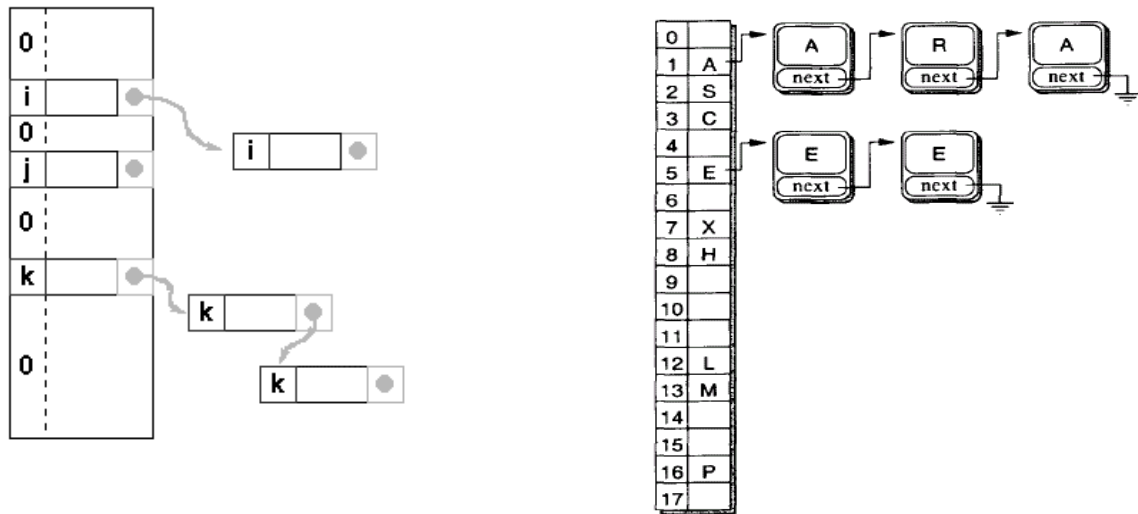 0
i
i
0
j
0
k
k
0
k
0
1 A
2 S
3 C
4
5 E
6
7 X
8 H
9
10
11
12 L
13 M
14
15
16 P
17
A R A
next next next
E E
next next